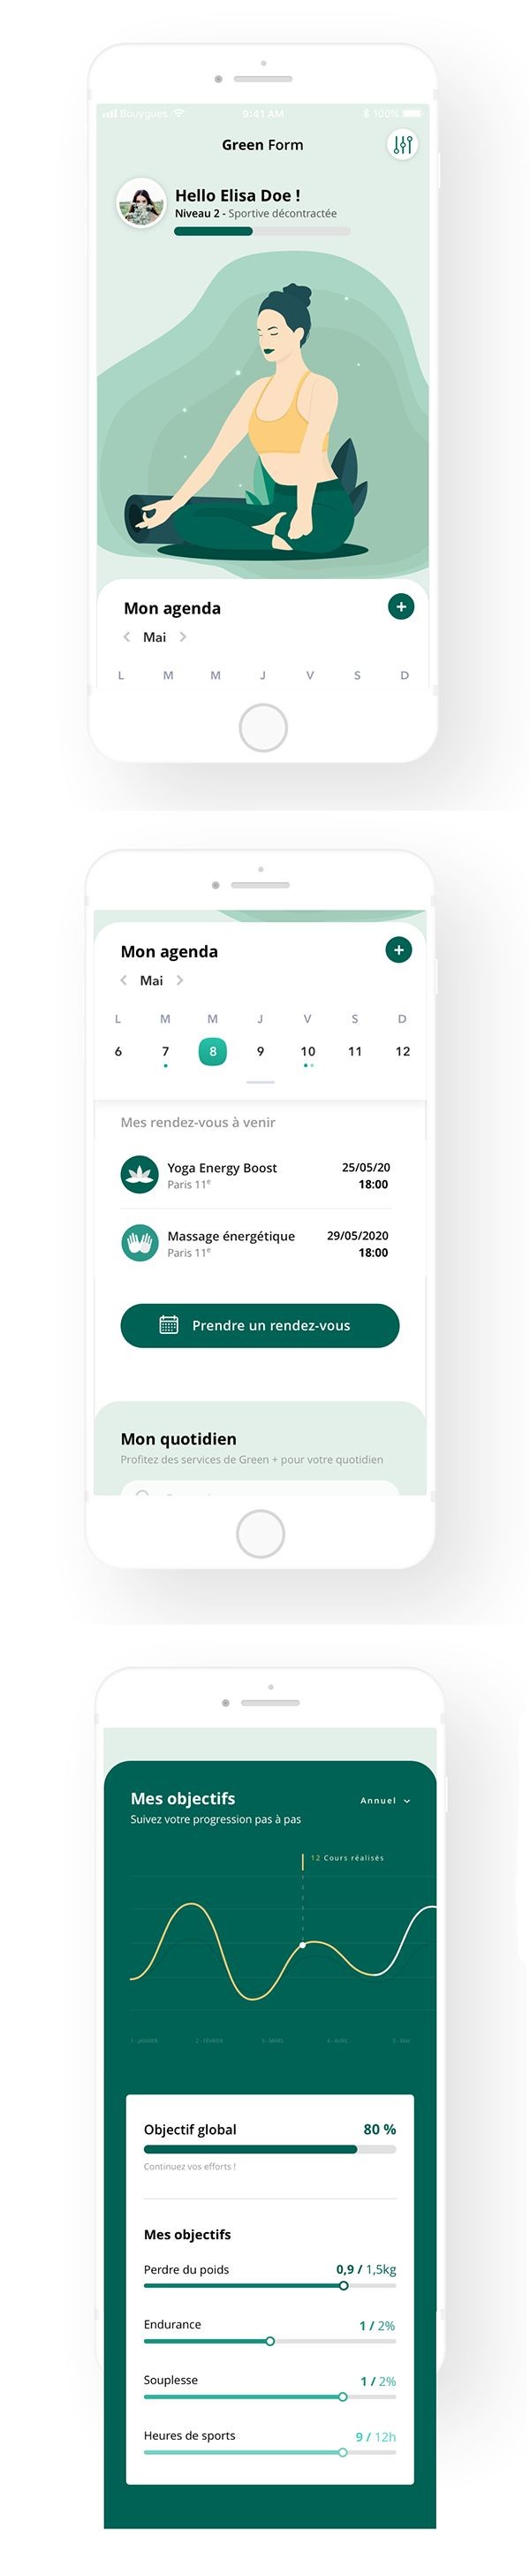 Bouygues
9:41 AM
100%
Green Form
Hello Elisa Doe !
Niveau 2 - Sportive décontractée
Mon agenda
+
< Mai >
L M M J V S D
Mon agenda
+
< Mai >
L M M J V S D
6 7 8 9 10 11 12
Mes rendez-vous à venir
Yoga Energy Boost 25/05/20
Paris 11e 18:00
Massage énergétique 29/05/2020
Paris 11e 18:00
Prendre un rendez-vous
Mon quotidien
Profitez des services de Green + pour votre quotidien
Mes objectifs
Annuel
Suivez votre progression pas à pas
12 Cours réalisés
1 - JANVIER 2 - FÉVRIER 3 - MARS 4 - AVRIL 5 - MAI
Objectif global 80 %
Continuez vos efforts !
Mes objectifs
Perdre du poids 0,9 / 1,5kg
Endurance 1 / 2%
Souplesse 1 / 2%
Heures de sports 9 / 12h